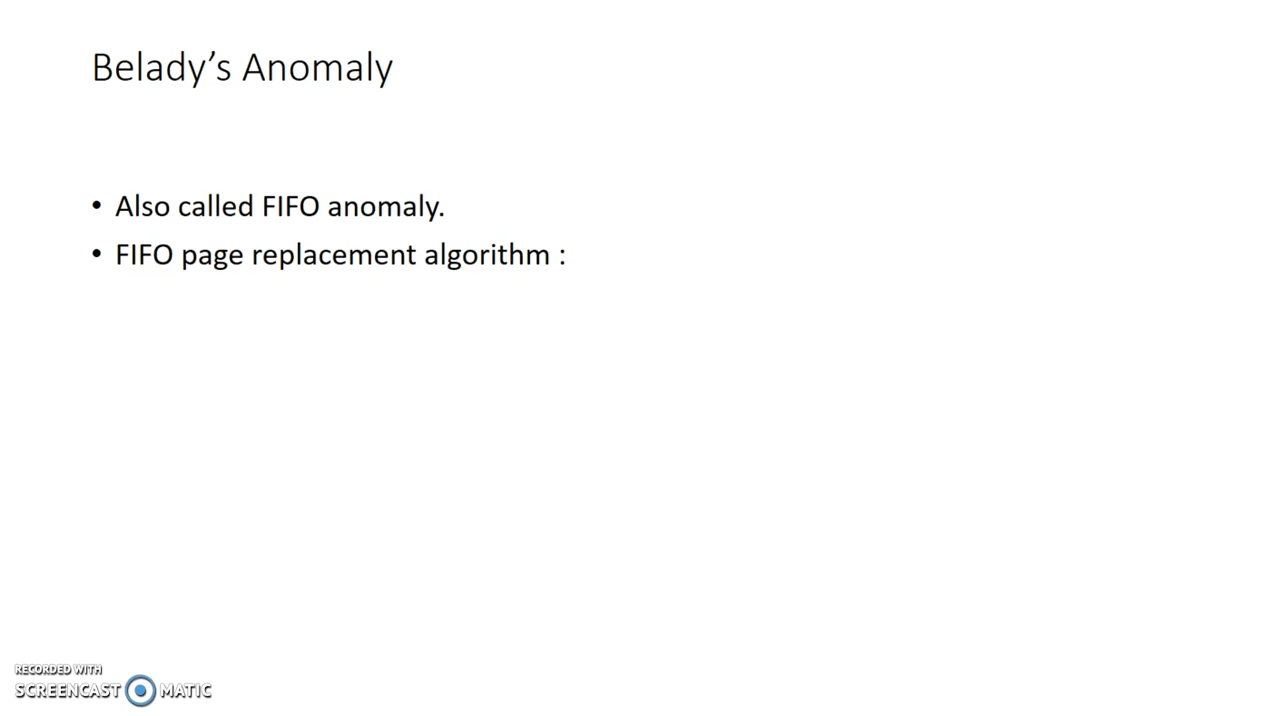 Belady’s Anomaly
• Also called FIFO anomaly.
• FIFO page replacement algorithm :
RECORDED WITH
SCREENCAST MATIC